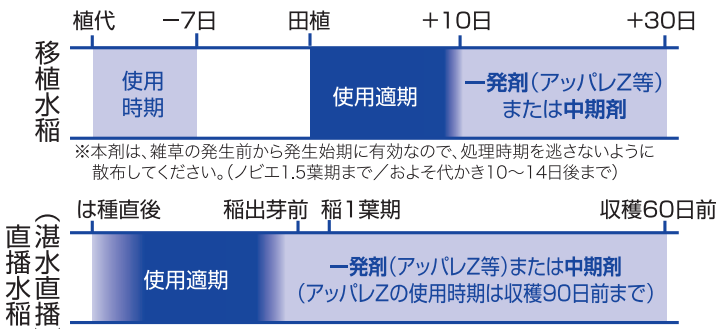 植代 −7日 田植 +10日 +30日
移植水稲
使用
時期
使用適期
一発剤(アッパレZ等)
または中期剤
※本剤は、雑草の発生前から発生始期に有効なので、処理時期を逃さないように
散布してください。(ノビエ1.5葉期まで/およそ代かき10〜14日後まで)
は種直後 稲出芽前 稲1葉期 収穫60日前
直播水稲
(湛水直播
使用適期
一発剤(アッパレZ等)または中期剤
(アッパレZの使用時期は収穫90日前まで)